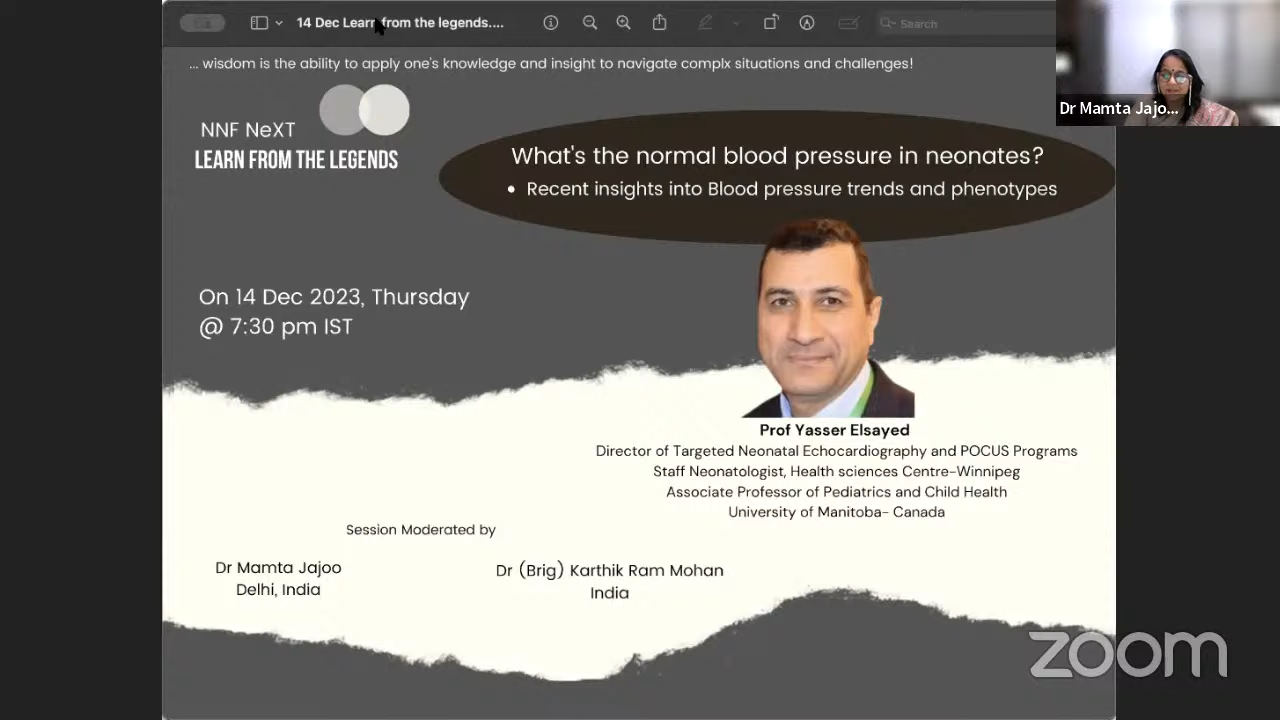 14 Dec Learn from the legends....
Search
... wisdom is the ability to apply one's knowledge and insight to navigate complx situations and challenges!
Dr Mamta Jajo...
NNF NeXT
LEARN FROM THE LEGENDS
What's the normal blood pressure in neonates?
• Recent insights into Blood pressure trends and phenotypes
On 14 Dec 2023, Thursday
@ 7:30 pm IST
Prof Yasser Elsayed
Director of Targeted Neonatal Echocardiography and POCUS Programs
Staff Neonatologist, Health sciences Centre-Winnipeg
Associate Professor of Pediatrics and Child Health
University of Manitoba- Canada
Session Moderated by
Dr Mamta Jajoo
Delhi, India
Dr (Brig) Karthik Ram Mohan
India
zoom